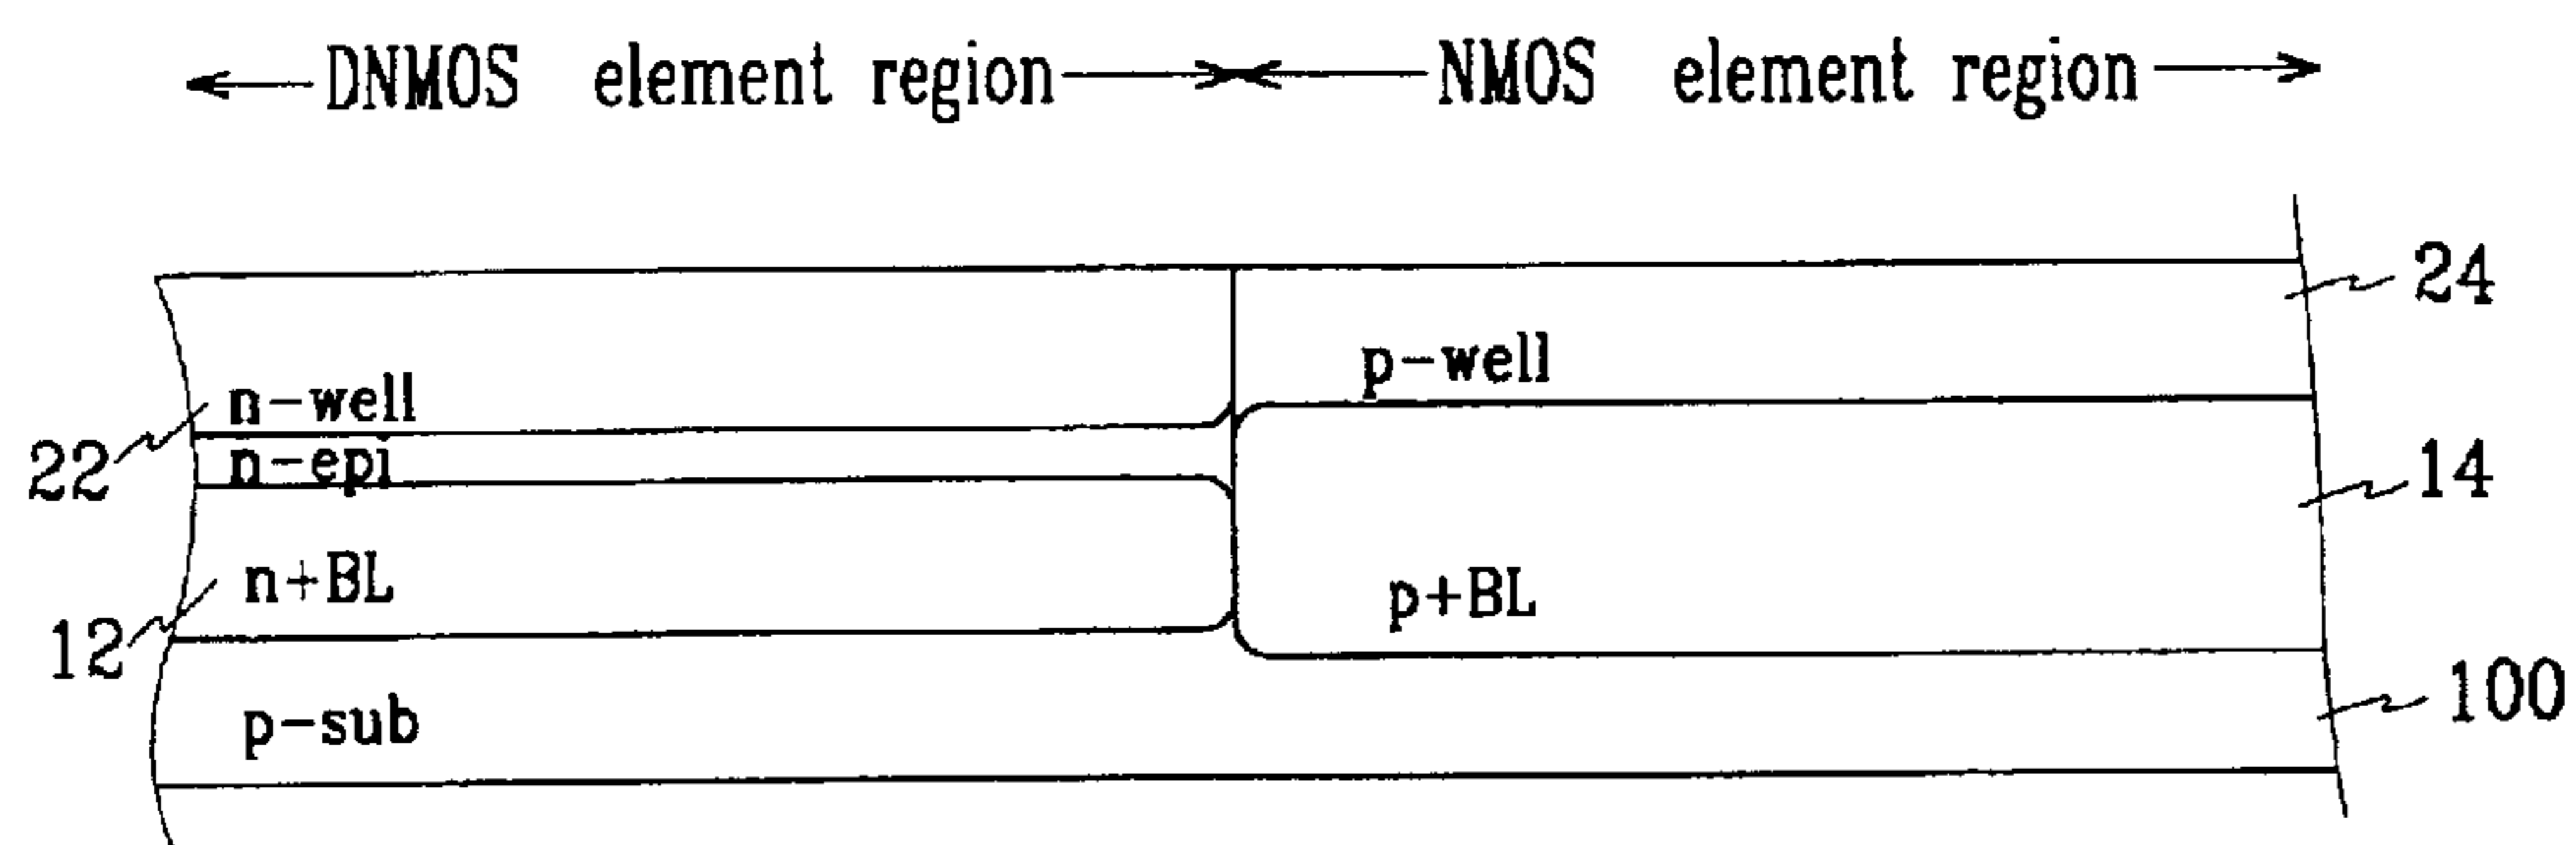 DNMOS element region NMOS element region
24
p-well
n-well
22
n-epi
14
n+BL
p+BL
12
100
p-sub